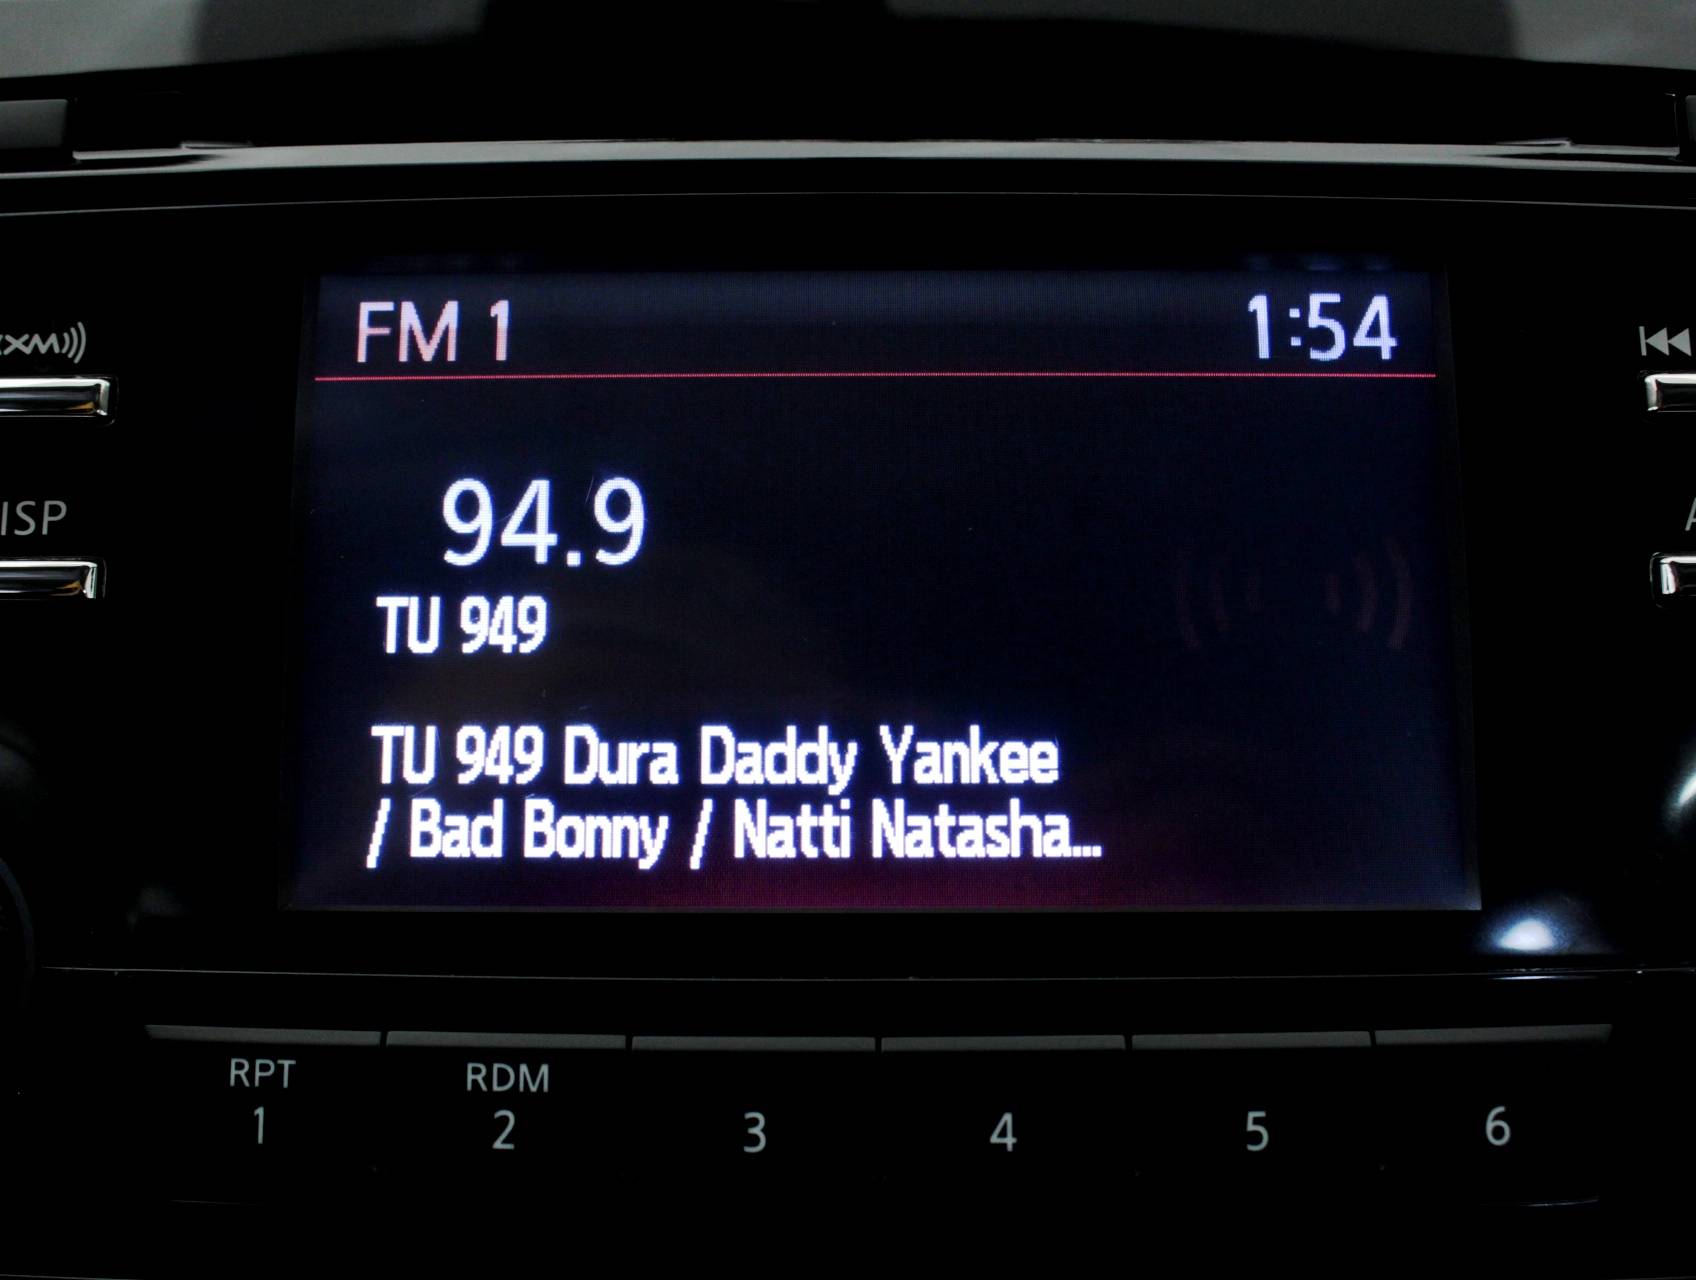 FM 1 1:54
XM
94.9
ISP
TU 949
TU 949 Dura Daddy Yankee
/ Bad Bonny / Natti Natasha...
RPT RDM
1 2 3 4 5 6